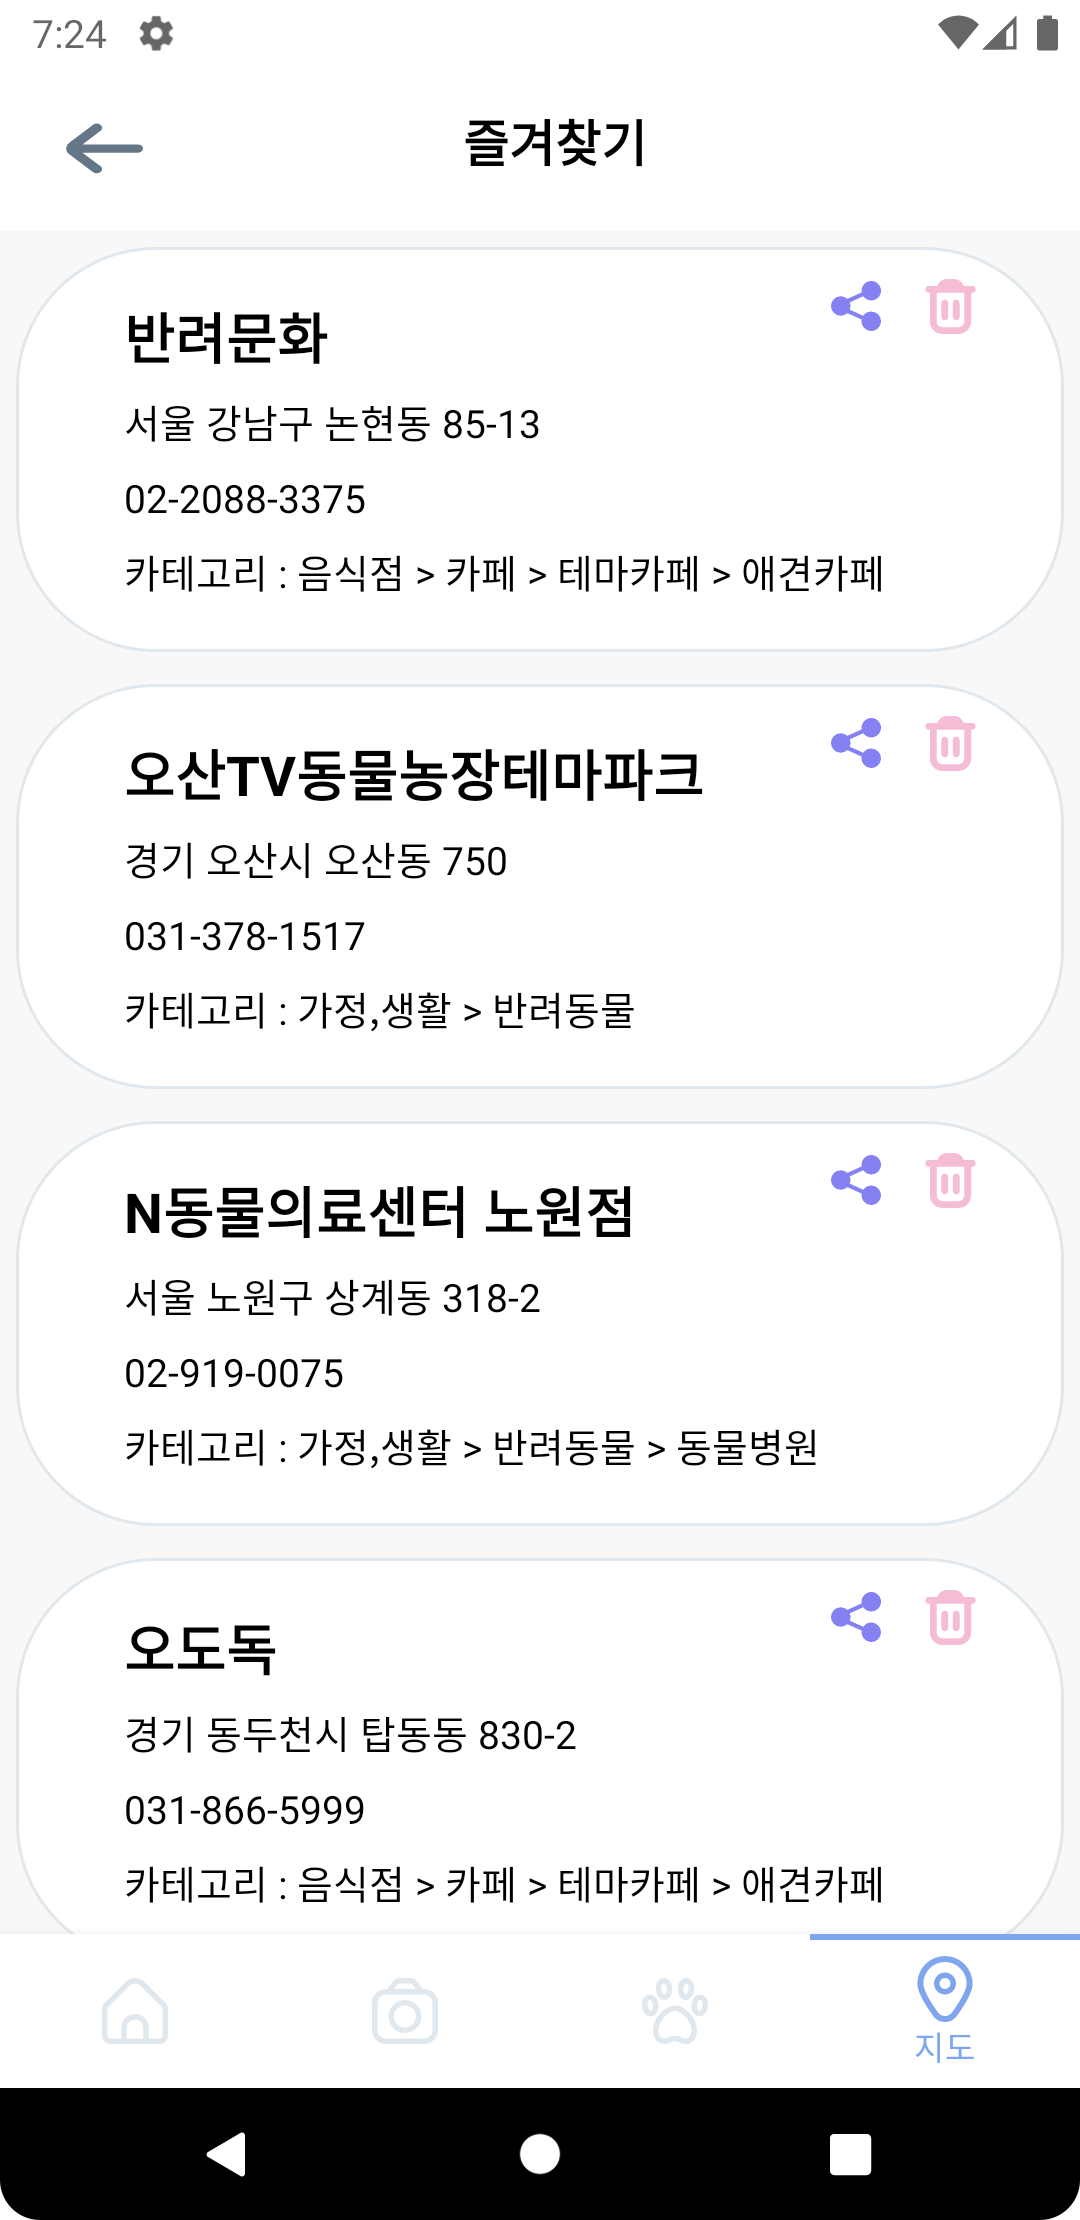 7:24
즐겨찾기
반려문화
서울 강남구 논현동 85-13
02-2088-3375
카테고리 : 음식점 > 카페 > 테마카페 > 애견카페
오산TV동물농장테마파크
경기 오산시 오산동 750
031-378-1517
카테고리 : 가정,생활 > 반려동물
N동물의료센터 노원점
서울 노원구 상계동 318-2
02-919-0075
카테고리 : 가정,생활 > 반려동물 > 동물병원
오도독
경기 동두천시 탑동동 830-2
031-866-5999
카테고리 : 음식점 > 카페 > 테마카페 > 애견카페
지도